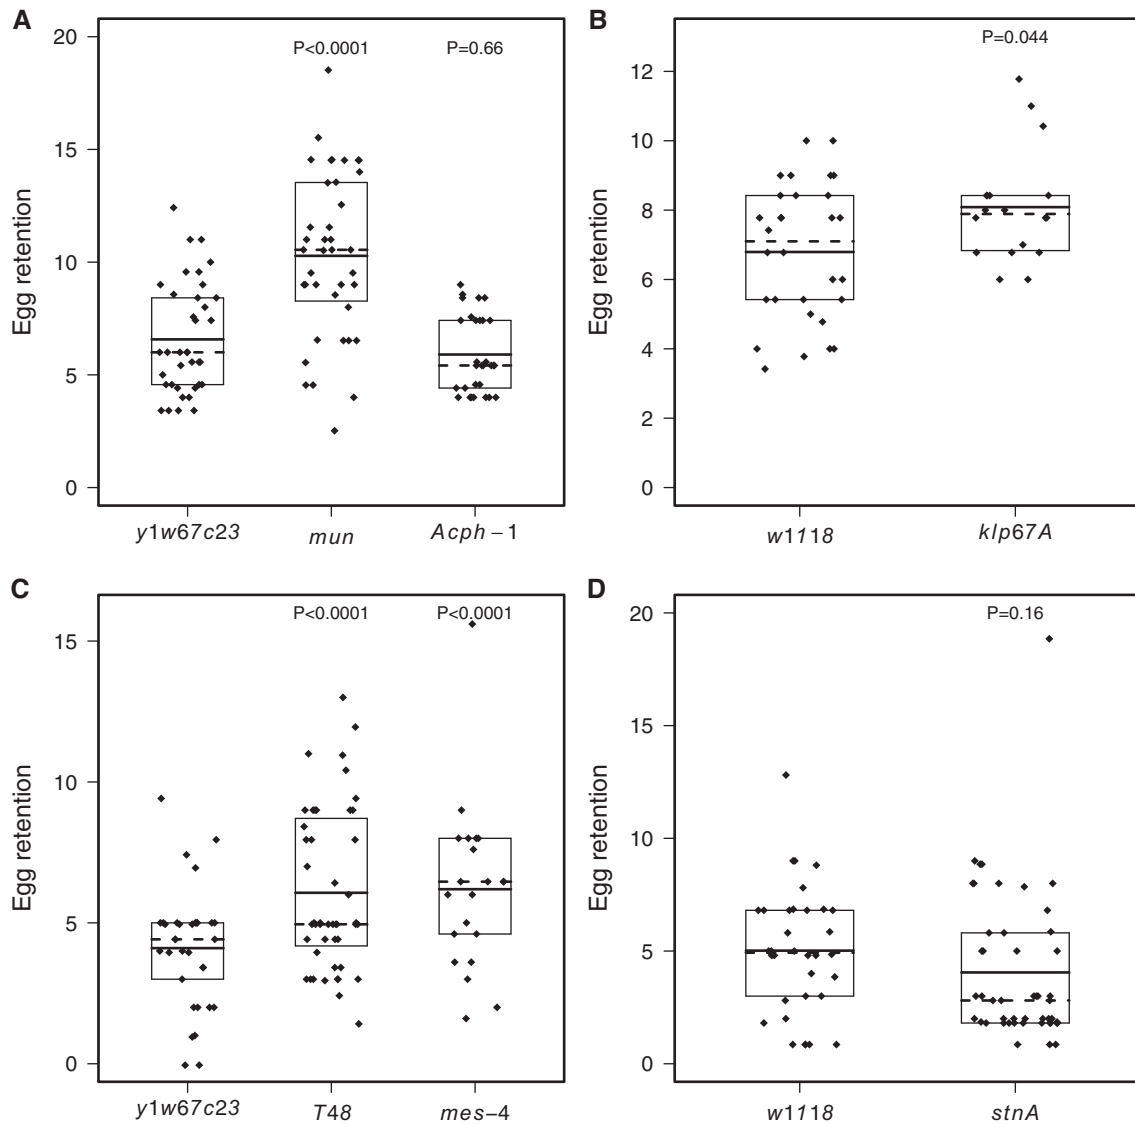 A
P<0.0001
P=0.66
20
15
10
5
0
Egg retention
y1w67c23
mun
Acph – 1
B
P=0.044
12
10
8
6
4
2
0
Egg retention
w1118
klp67A
C
P<0.0001
P<0.0001
15
10
5
0
Egg retention
y1w67c23
T48
mes–4
D
P=0.16
20
15
10
5
0
Egg retention
w1118
stnA